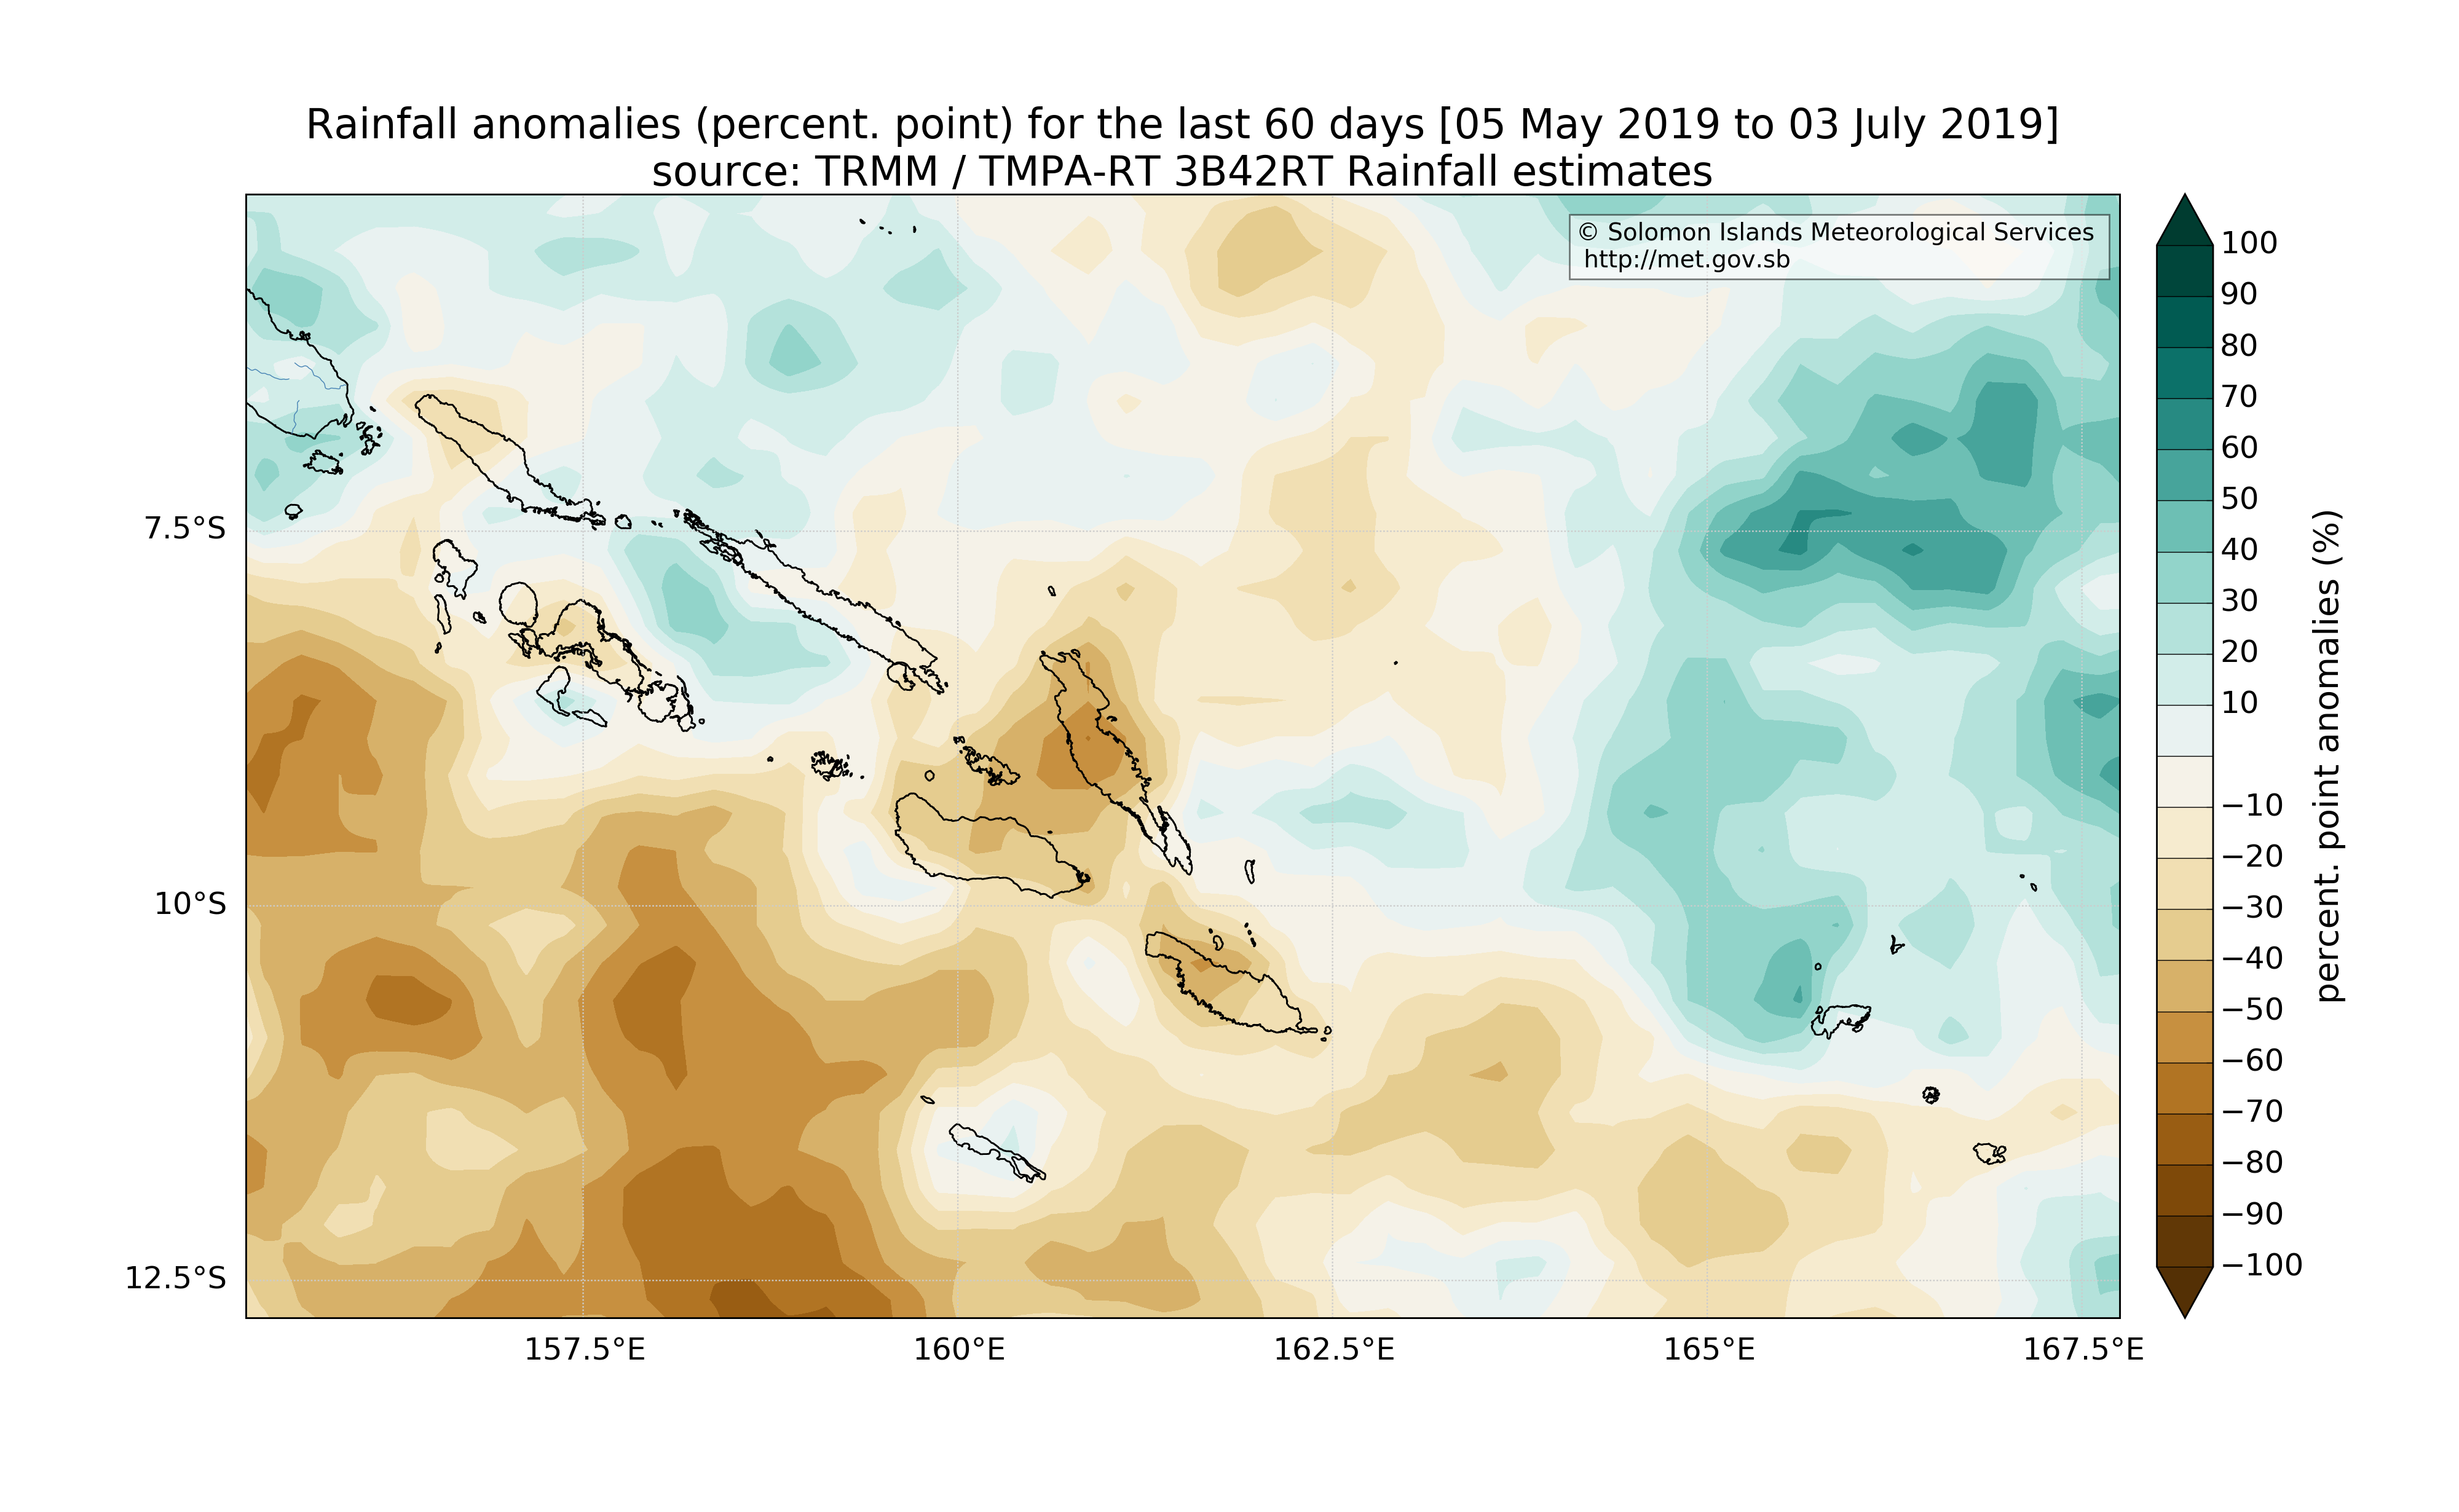 Rainfall anomalies (percent. point) for the last 60 days [05 May 2019 to 03 July 2019]
source: TRMM / TMPA-RT 3B42RT Rainfall estimates
© Solomon Islands Meteorological Services
http://met.gov.sb
7.5°S
10°S
12.5°S
157.5°E
160°E
162.5°E
165°E
167.5°E
100
90
80
70
60
50
40
30
20
10
−10
−20
−30
−40
−50
−60
−70
−80
−90
−100
percent. point anomalies (%)